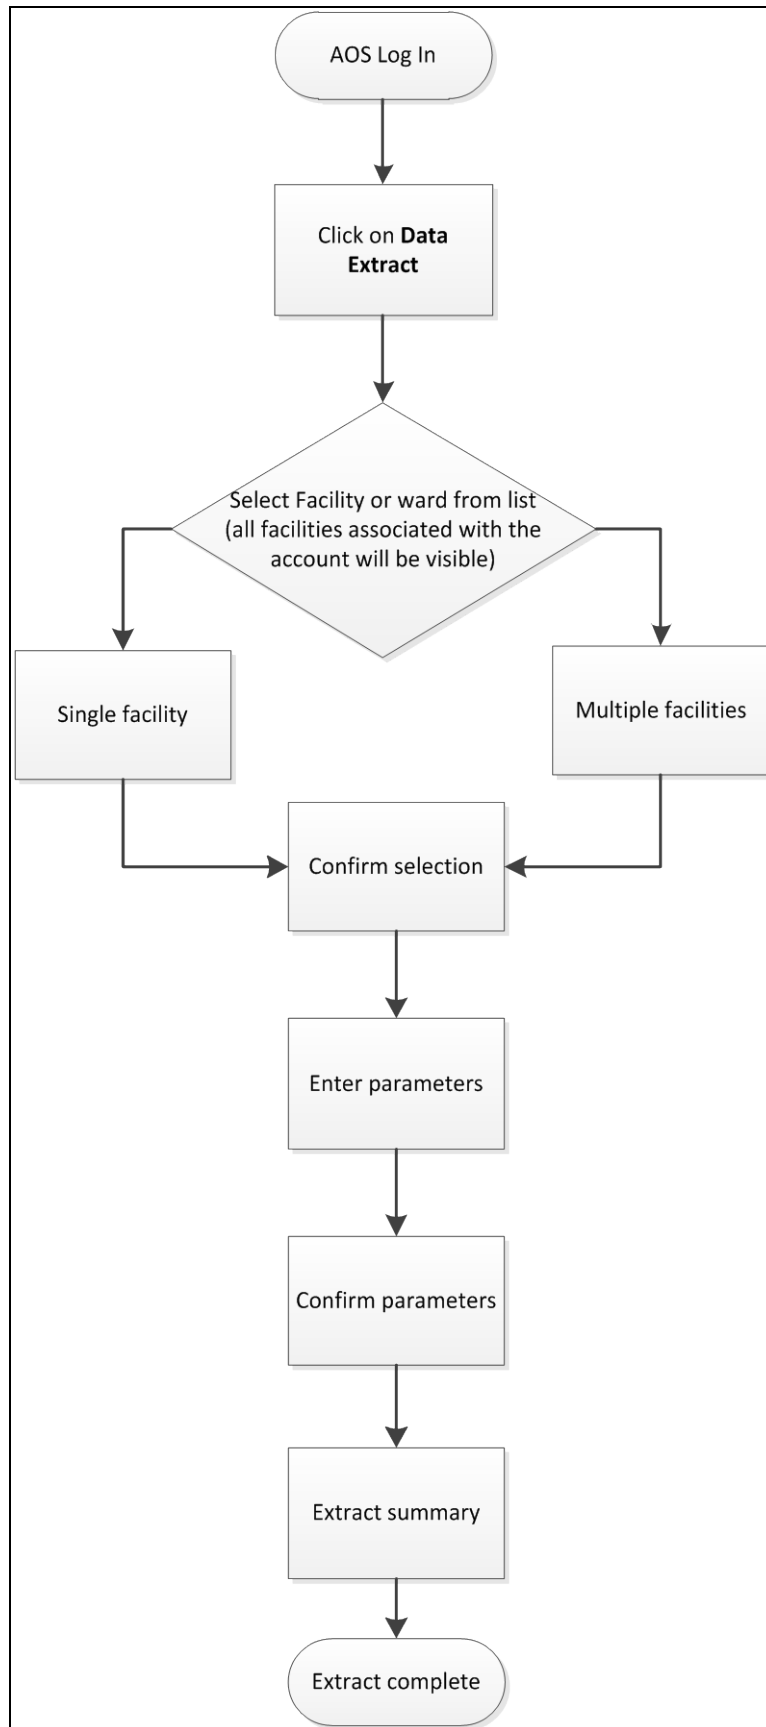 AOS Log In
Click on Data
Extract
Select Facility or ward from list
(all facilities associated with the
account will be visible)
Single facility
Multiple facilities
Confirm selection
Enter parameters
Confirm parameters
Extract summary
Extract complete